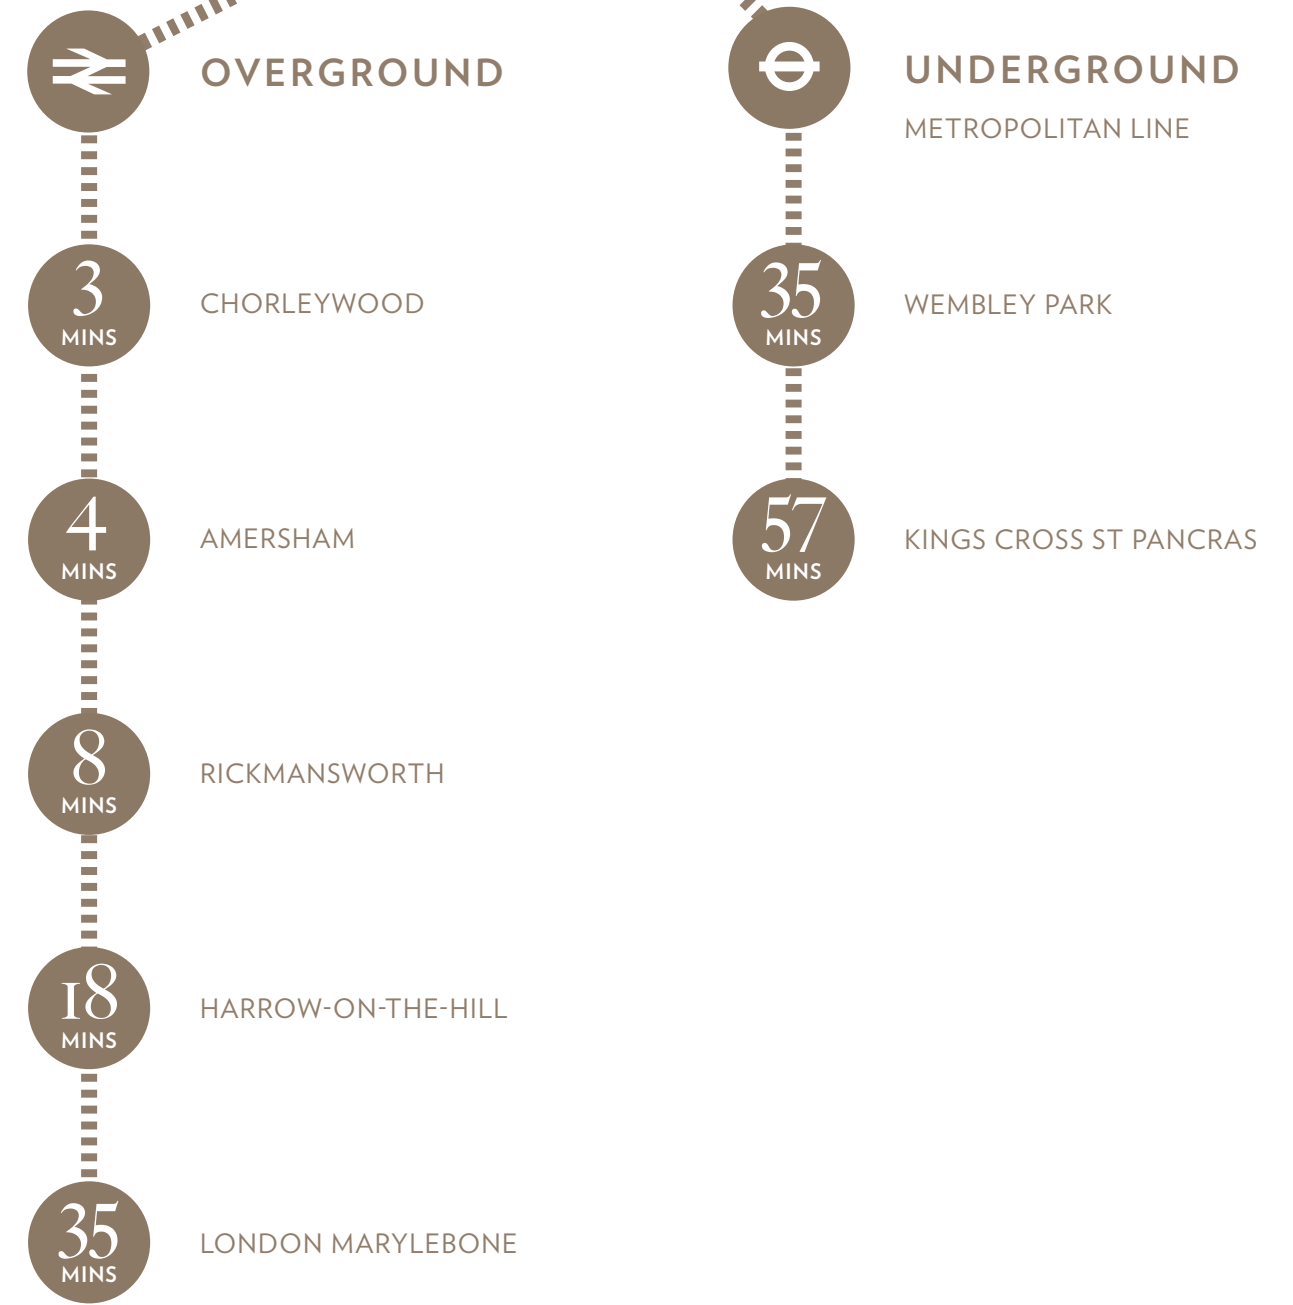 OVERGROUND
3
MINS
CHORLEYWOOD
4
MINS
AMERSHAM
8
MINS
RICKMANSWORTH
18
MINS
HARROW-ON-THE-HILL
35
MINS
LONDON MARYLEBONE
UNDERGROUND
METROPOLITAN LINE
35
MINS
WEMBLEY PARK
57
MINS
KINGS CROSS ST PANCRAS